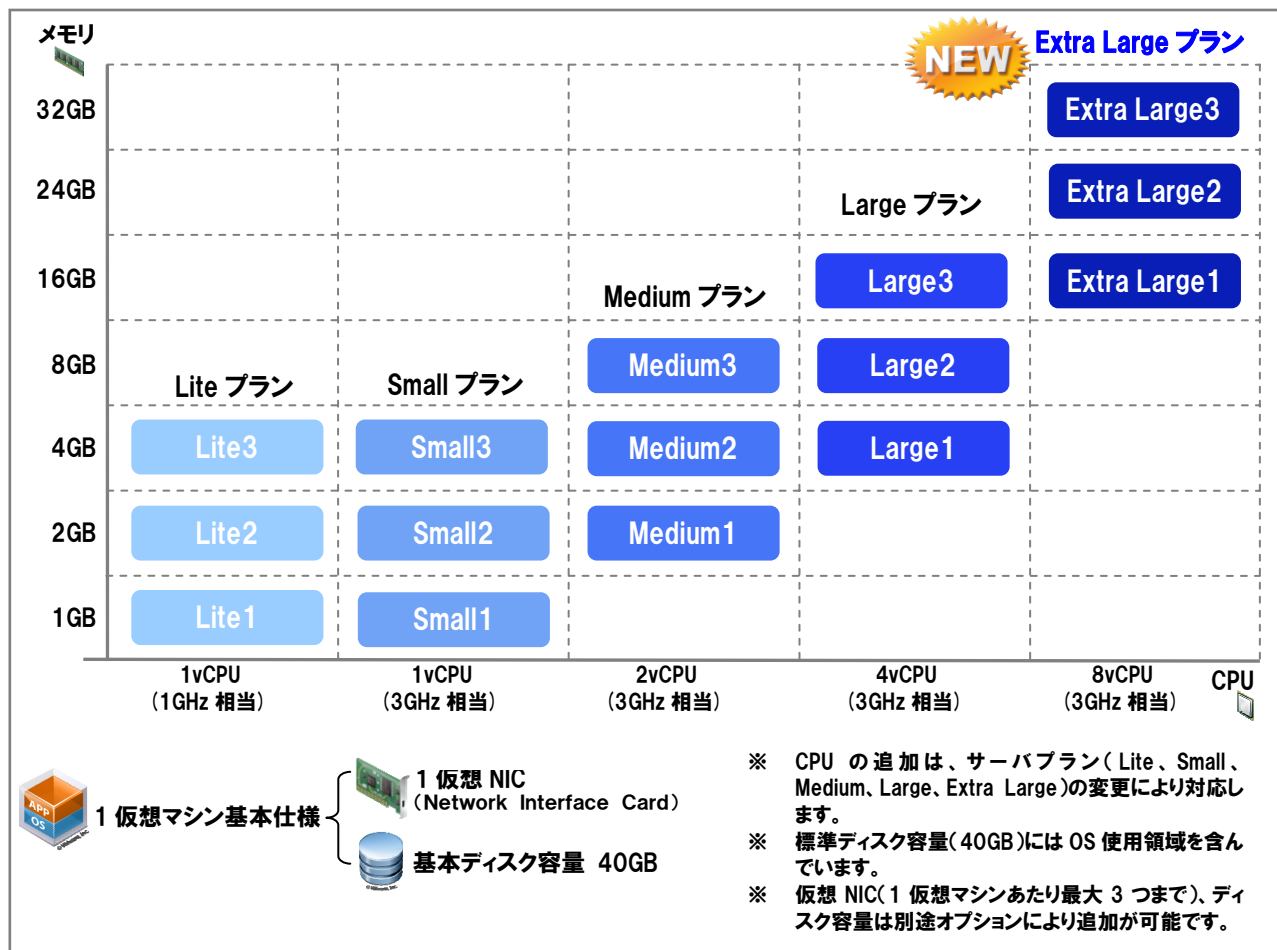 メモリ
NEW
Extra Large プラン
32GB
Extra Large3
24GB
Extra Large2
Large プラン
16GB
Large3
Extra Large1
Medium プラン
8GB
Medium3
Large2
Lite プラン
Small プラン
4GB
Lite3
Small3
Medium2
Large1
2GB
Lite2
Small2
Medium1
1GB
Lite1
Small1
1vCPU
(1GHz 相当)
1vCPU
(3GHz 相当)
2vCPU
(3GHz 相当)
4vCPU
(3GHz 相当)
8vCPU
(3GHz 相当)
CPU
APP
OS
© VMware, Inc.
1 仮想マシン基本仕様
1 仮想 NIC
(Network Interface Card)
基本ディスク容量 40GB
© VMware, Inc.
※ CPU の追加は、サーバプラン(Lite、Small、
Medium、Large、Extra Large)の変更により対応し
ます。
※ 標準ディスク容量(40GB)には OS 使用領域を含ん
でいます。
※ 仮想 NIC(1 仮想マシンあたり最大 3 つまで)、ディ
スク容量は別途オプションにより追加が可能です。